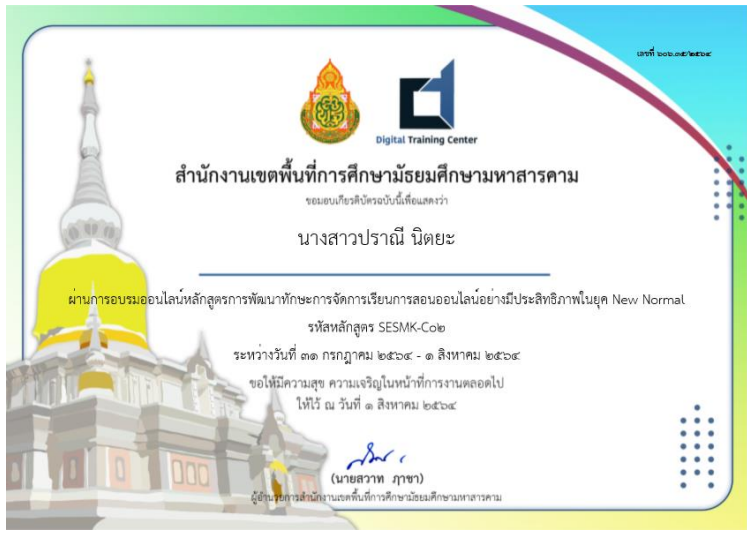 เลขที่ ๖๐๖.๓๕/๒๕๖๔
Digital Training Center
สำนักงานเขตพื้นที่การศึกษามัธยมศึกษามหาสารคาม
ขอมอบเกียรติบัตรฉบับนี้เพื่อแสดงว่า
นางสาวปราณี นิตยะ
ผ่านการอบรมออนไลน์หลักสูตรการพัฒนาทักษะการจัดการเรียนการสอนออนไลน์อย่างมีประสิทธิภาพในยุค New Normal
รหัสหลักสูตร SESMK-Co๒
ระหว่างวันที่ ๓๑ กรกฎาคม ๒๕๖๔ - ๑ สิงหาคม ๒๕๖๔
ขอให้มีความสุข ความเจริญในหน้าที่การงานตลอดไป
ให้ไว้ ณ วันที่ ๑ สิงหาคม ๒๕๖๔
(นายสวาท ภูาชา)
ผู้อำนวยการสำนักงานเขตพื้นที่การศึกษามัธยมศึกษามหาสารคาม